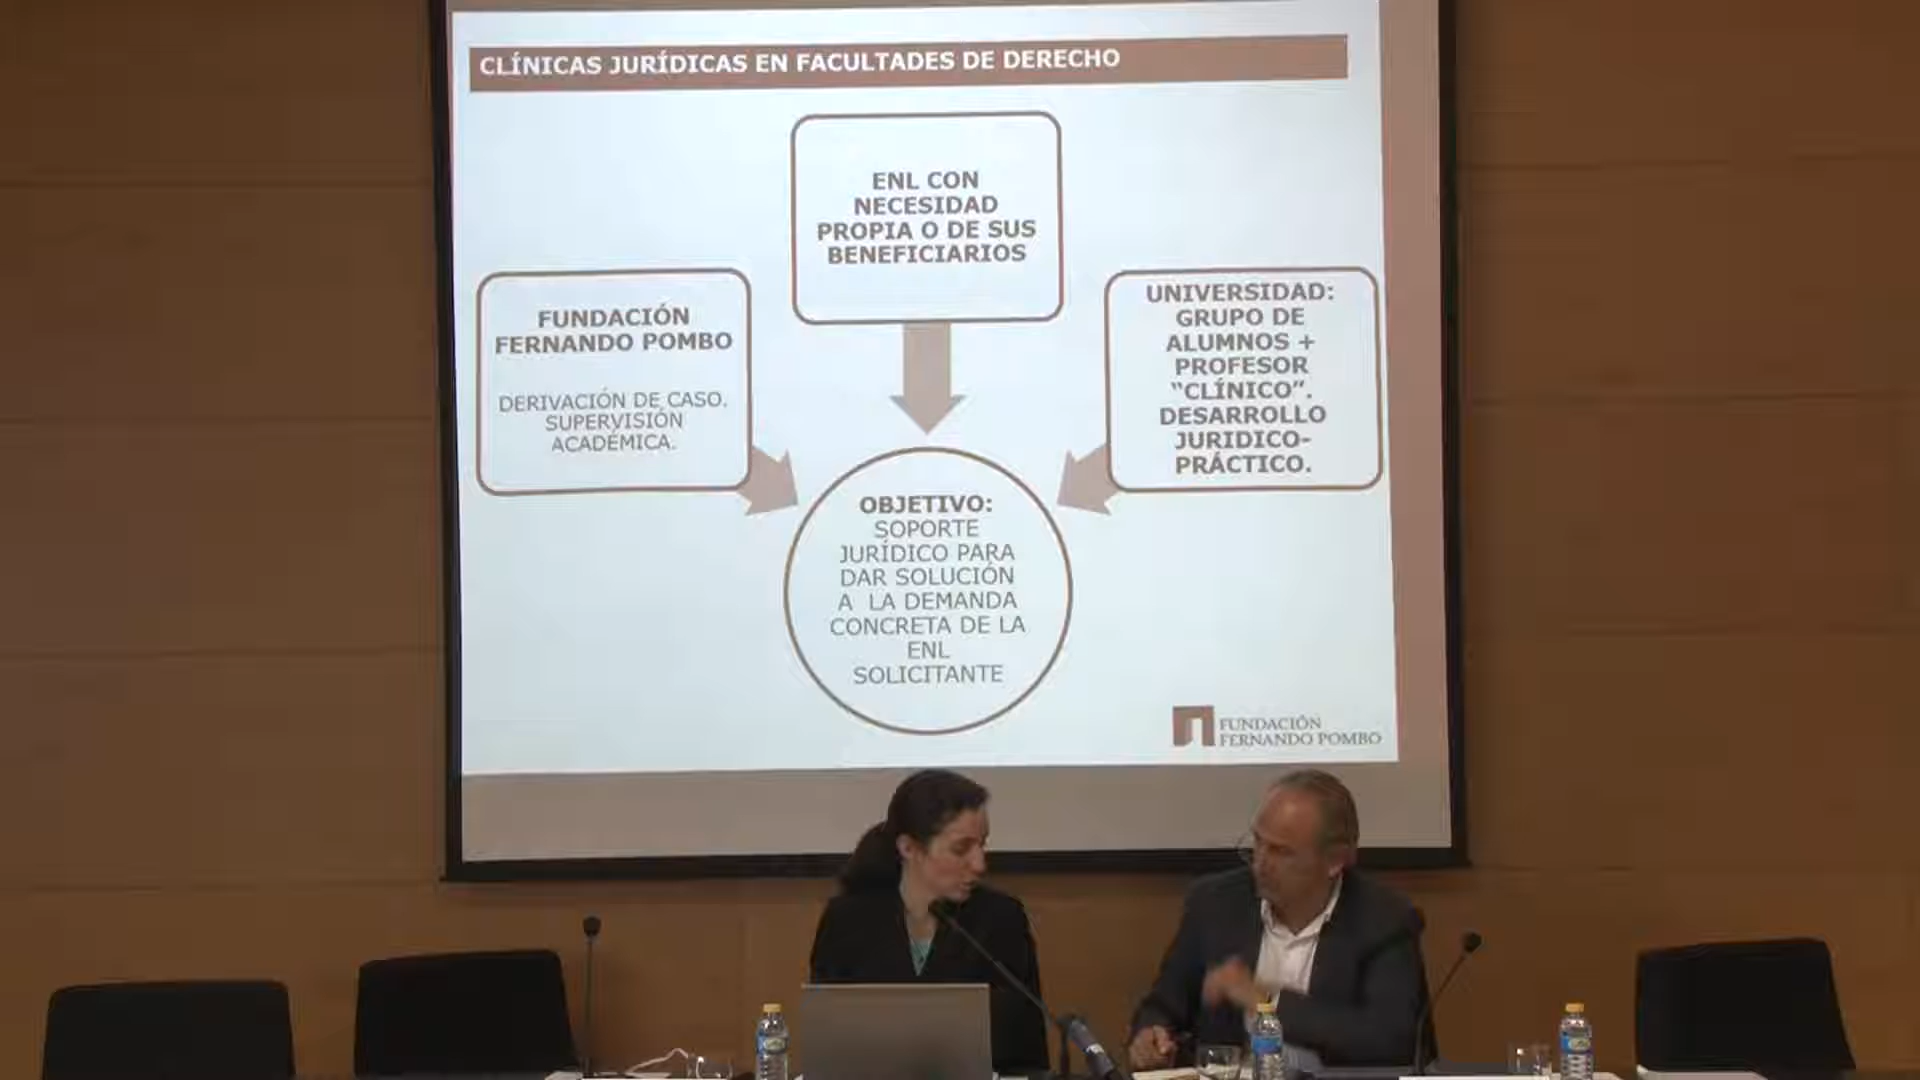 CLÍNICAS JURÍDICAS EN FACULTADES DE DERECHO
ENL CON
NECESIDAD
PROPIA O DE SUS
BENEFICIARIOS
FUNDACIÓN
FERNANDO POMBO
DERIVACIÓN DE CASO.
SUPERVISIÓN
ACADÉMICA.
UNIVERSIDAD:
GRUPO DE
ALUMNOS +
PROFESOR
“CLÍNICO”.
DESARROLLO
JURIDICO-
PRÁCTICO.
OBJETIVO:
SOPORTE
JURÍDICO PARA
DAR SOLUCIÓN
A LA DEMANDA
CONCRETA DE LA
ENL
SOLICITANTE
FUNDACIÓN
FERNANDO POMBO